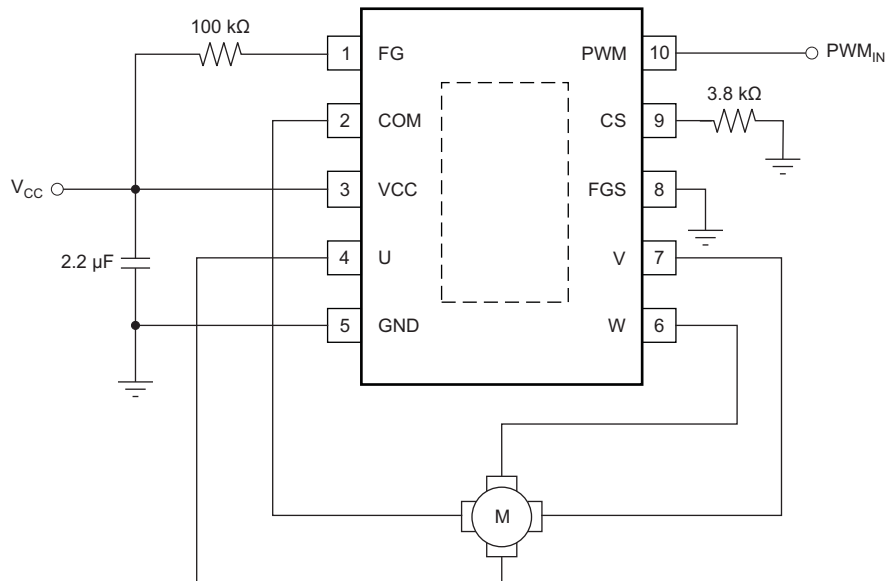 100 kΩ
1 FG PWM 10 PWM_IN
3.8 kΩ
2 COM CS 9
V_CC 3 VCC FGS 8
2.2 µF 4 U V 7
5 GND W 6
M